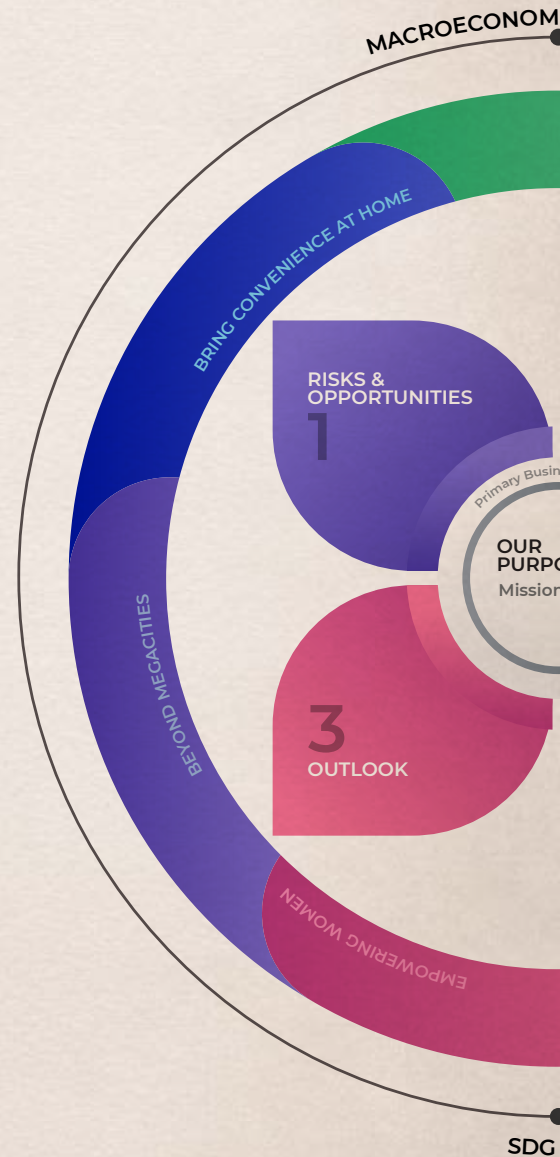 MACROECONOM
BRING CONVENIENCE AT HOME
RISKS &
OPPORTUNITIES
1
Primary Busin
OUR
PURPO
Mission
BEYOND MEGACITIES
3
OUTLOOK
EMPOWERING WOMEN
SDG